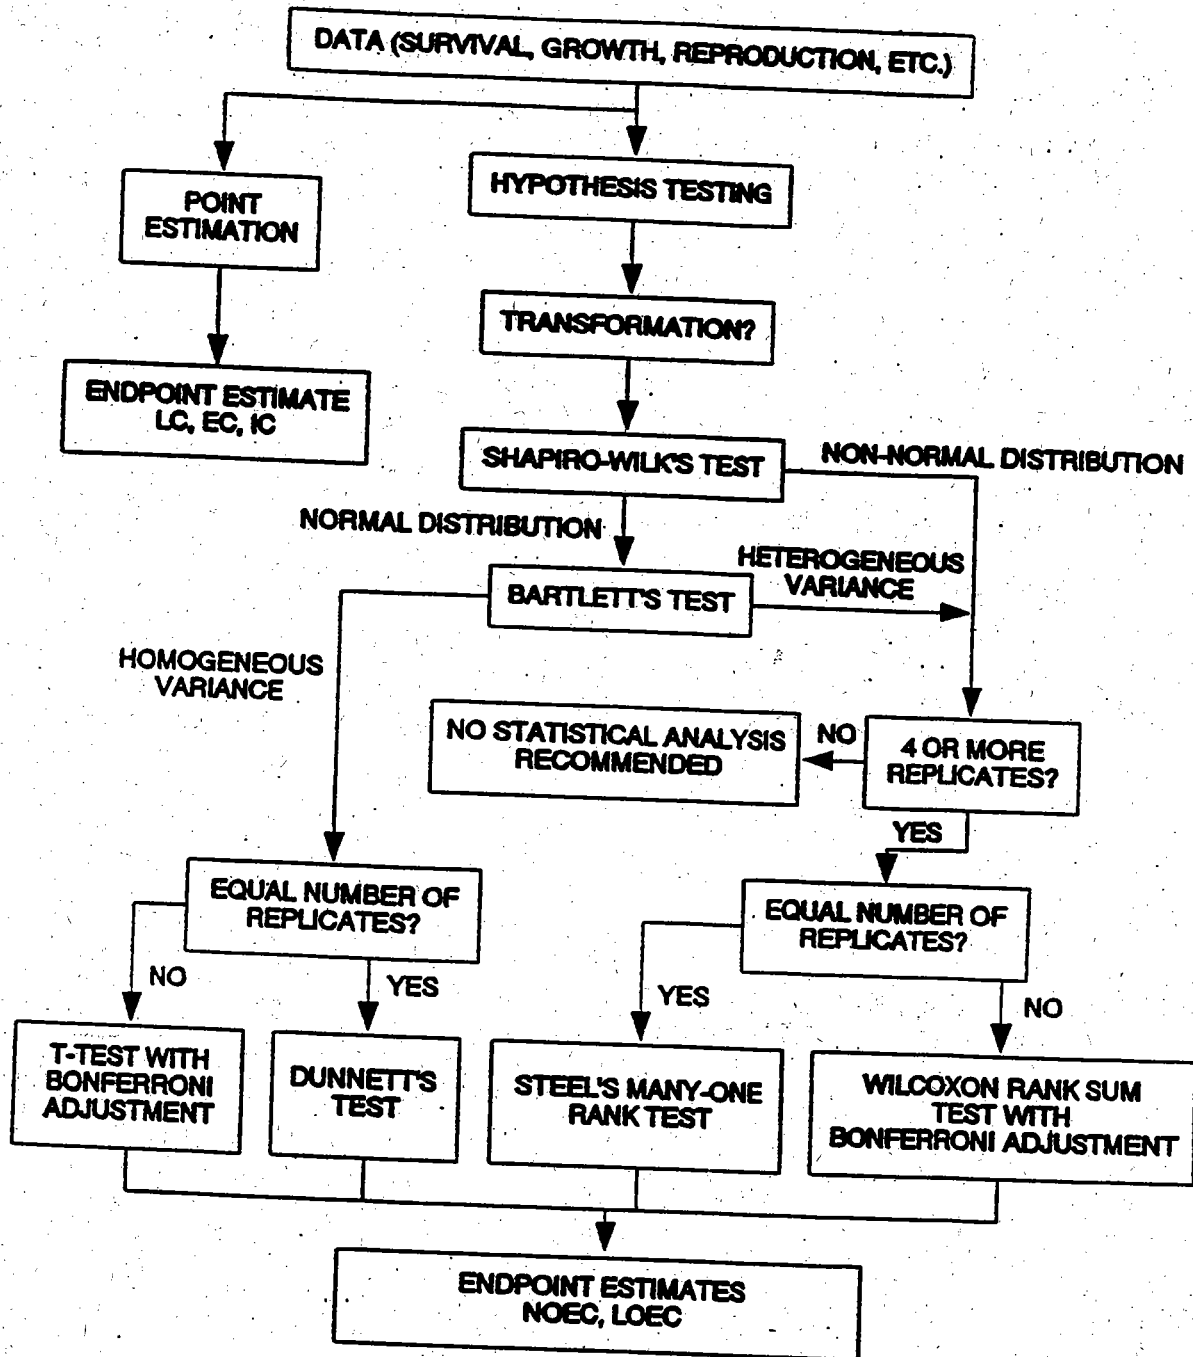 DATA (SURVIVAL, GROWTH, REPRODUCTION, ETC.)
POINT
ESTIMATION
HYPOTHESIS TESTING
TRANSFORMATION?
ENDPOINT ESTIMATE
LC, EC, IC
SHAPIRO-WILK'S TEST
NON-NORMAL DISTRIBUTION
NORMAL DISTRIBUTION
HETEROGENEOUS
VARIANCE
BARTLETT'S TEST
HOMOGENEOUS
VARIANCE
NO STATISTICAL ANALYSIS
RECOMMENDED
NO
4 OR MORE
REPLICATES?
YES
EQUAL NUMBER OF
REPLICATES?
EQUAL NUMBER OF
REPLICATES?
NO
YES
YES
NO
T-TEST WITH
BONFERRONI
ADJUSTMENT
DUNNETT'S
TEST
STEEL'S MANY-ONE
RANK TEST
WILCOXON RANK SUM
TEST WITH
BONFERRONI ADJUSTMENT
ENDPOINT ESTIMATES
NOEC, LOEC